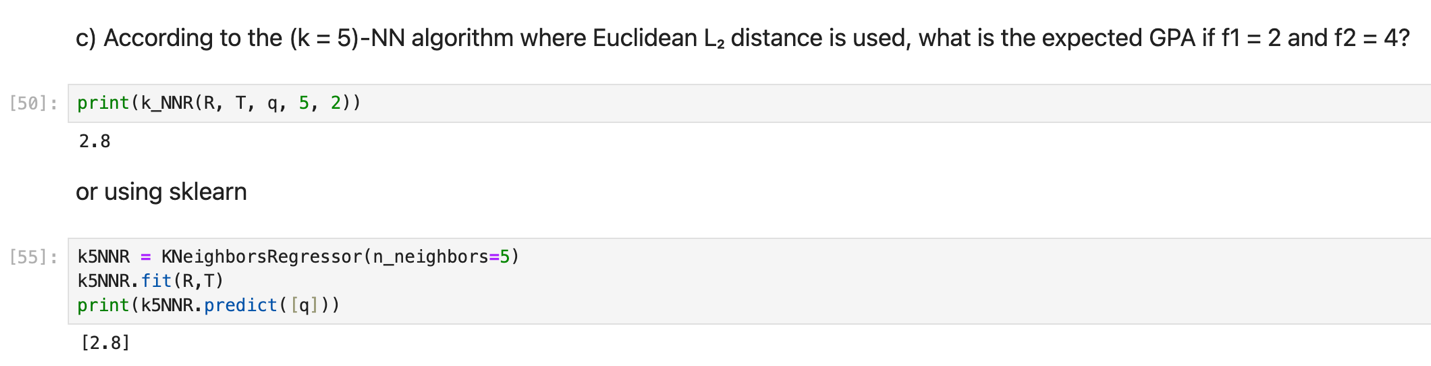 c) According to the (k = 5)-NN algorithm where Euclidean L₂ distance is used, what is the expected GPA if f1 = 2 and f2 = 4?
[50]: print(k_NNR(R, T, q, 5, 2))
2.8
or using sklearn
[55]: k5NNR = KNeighborsRegressor(n_neighbors=5)
k5NNR.fit(R,T)
print(k5NNR.predict([q]))
[2.8]